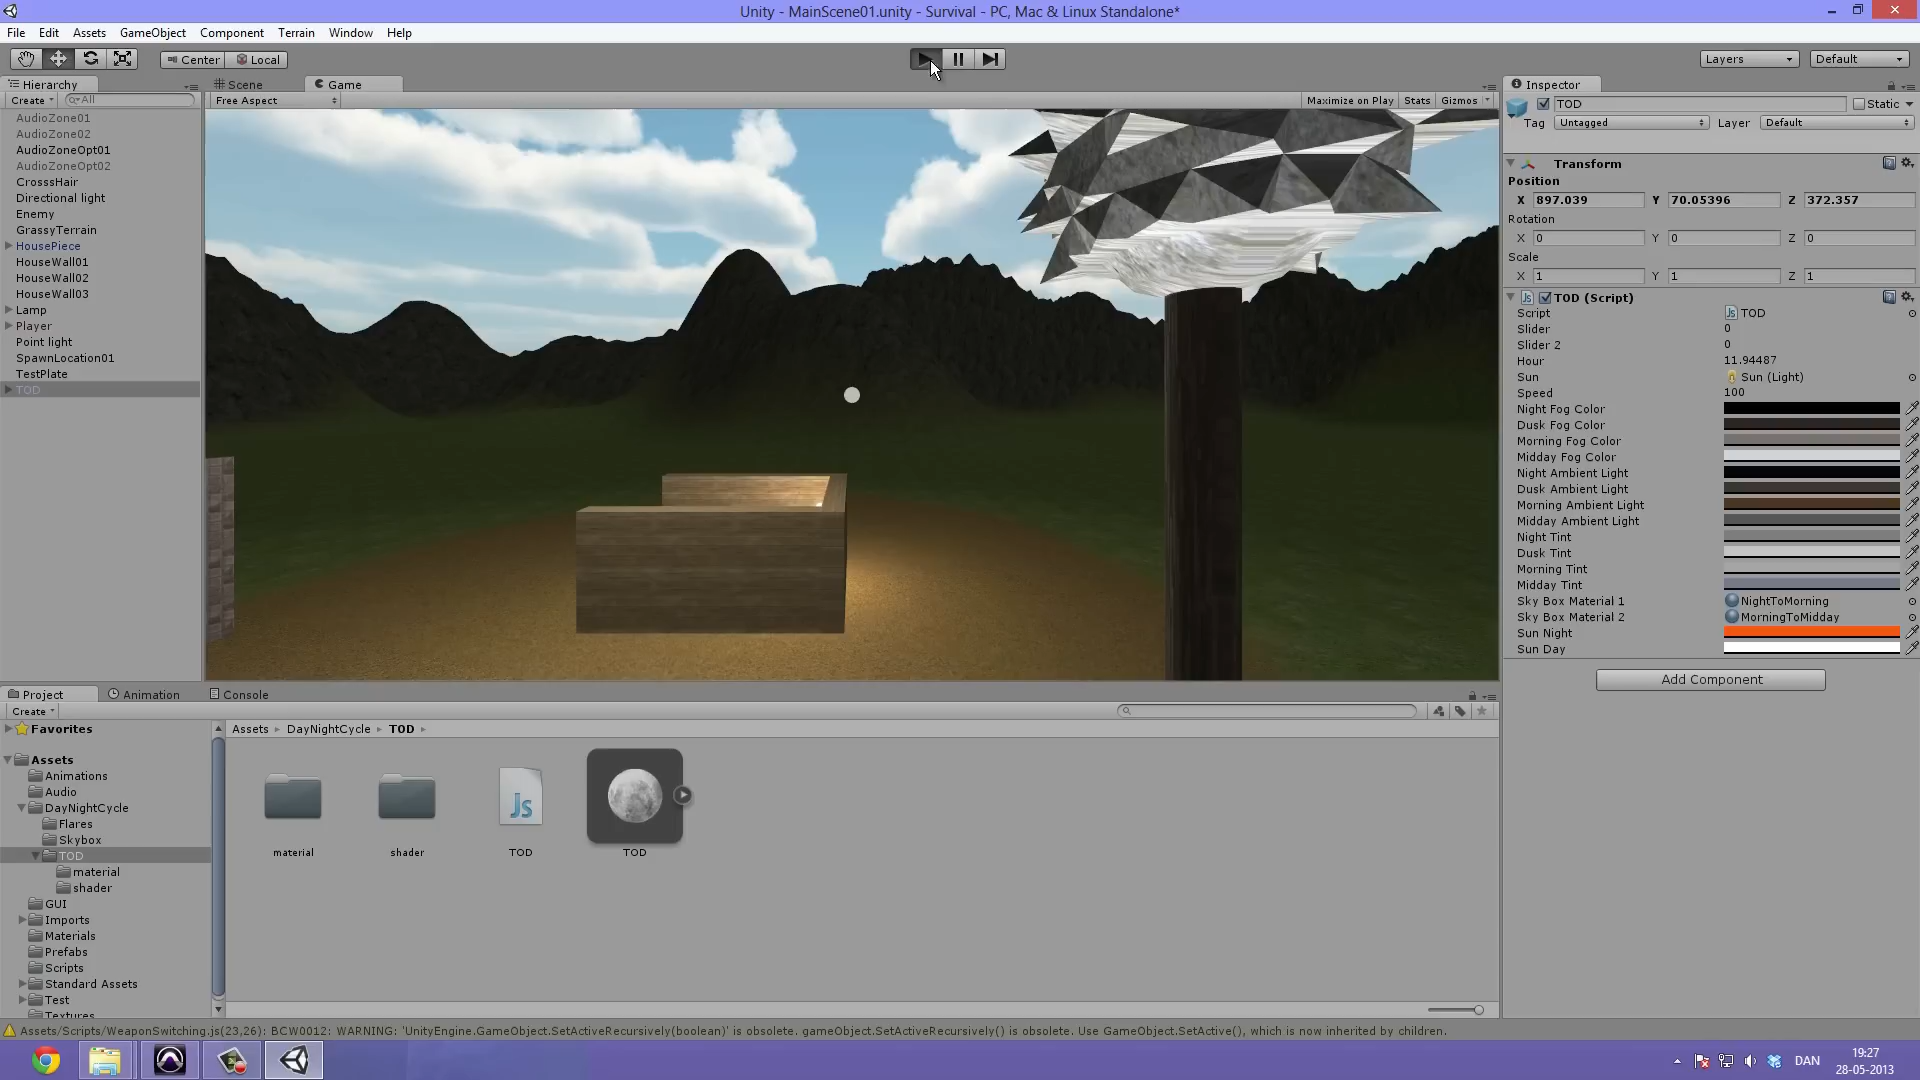 Unity - MainScene01.unity - Survival - PC, Mac & Linux Standalone*
File Edit Assets GameObject Component Terrain Window Help
Center Local
Layers Default
Hierarchy
Create All
AudioZone01
AudioZone02
AudioZoneOpt01
AudioZoneOpt02
CrosssHair
Directional light
Enemy
GrassyTerrain
HousePiece
HouseWall01
HouseWall02
HouseWall03
Lamp
Player
Point light
SpawnLocation01
TestPlate
TOD
Scene Game
Free Aspect
Maximize on Play Stats Gizmos
Inspector
TOD Static
Tag Untagged Layer Default
Transform
Position
X 897.039 Y 70.05396 Z 372.357
Rotation
X 0 Y 0 Z 0
Scale
X 1 Y 1 Z 1
TOD (Script)
Script Js TOD
Slider 0
Slider 2 0
Hour 11.94487
Sun Sun (Light)
Speed 100
Night Fog Color
Dusk Fog Color
Morning Fog Color
Midday Fog Color
Night Ambient Light
Dusk Ambient Light
Morning Ambient Light
Midday Ambient Light
Night Tint
Dusk Tint
Morning Tint
Midday Tint
Sky Box Material 1 NightToMorning
Sky Box Material 2 MorningToMidday
Sun Night
Sun Day
Add Component
Project Animation Console
Create
Favorites
Assets
Animations
Audio
DayNightCycle
Flares
Skybox
TOD
material
shader
GUI
Imports
Materials
Prefabs
Scripts
Standard Assets
Test
Textures
Assets DayNightCycle TOD
Js
material shader TOD TOD
Assets/Scripts/WeaponSwitching.js(23,26): BCW0012: WARNING: 'UnityEngine.GameObject.SetActiveRecursively(boolean)' is obsolete. gameObject.SetActiveRecursively() is obsolete. Use GameObject.SetActive(), which is now inherited by children.
DAN
19:27
28-05-2013